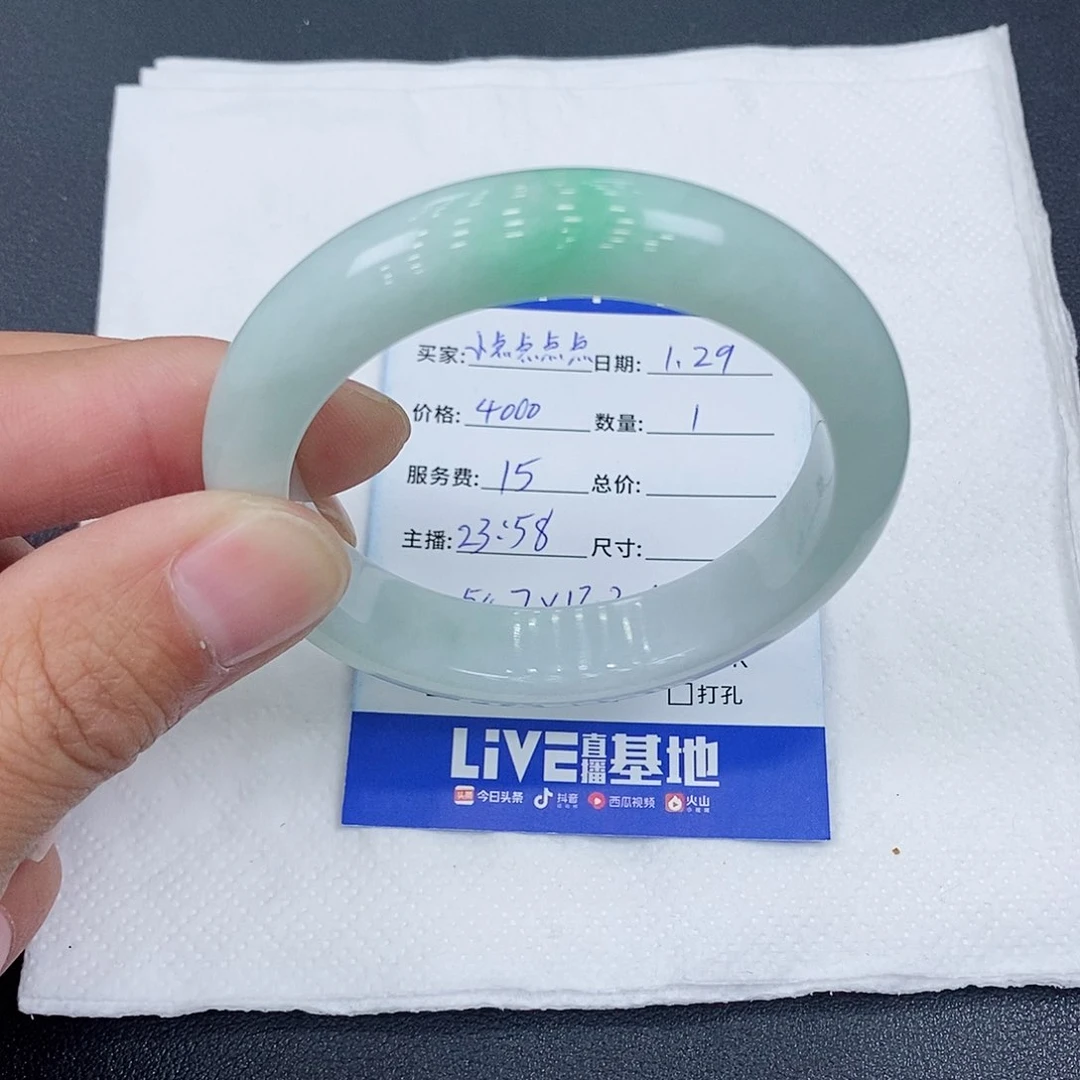 买家:小点点点点 日期:1.29
价格:4000 数量:1
服务费:15 总价:
主播:23:58 尺寸:
□打孔
LiVE直播基地
今日头条 抖音 西瓜视频 火山